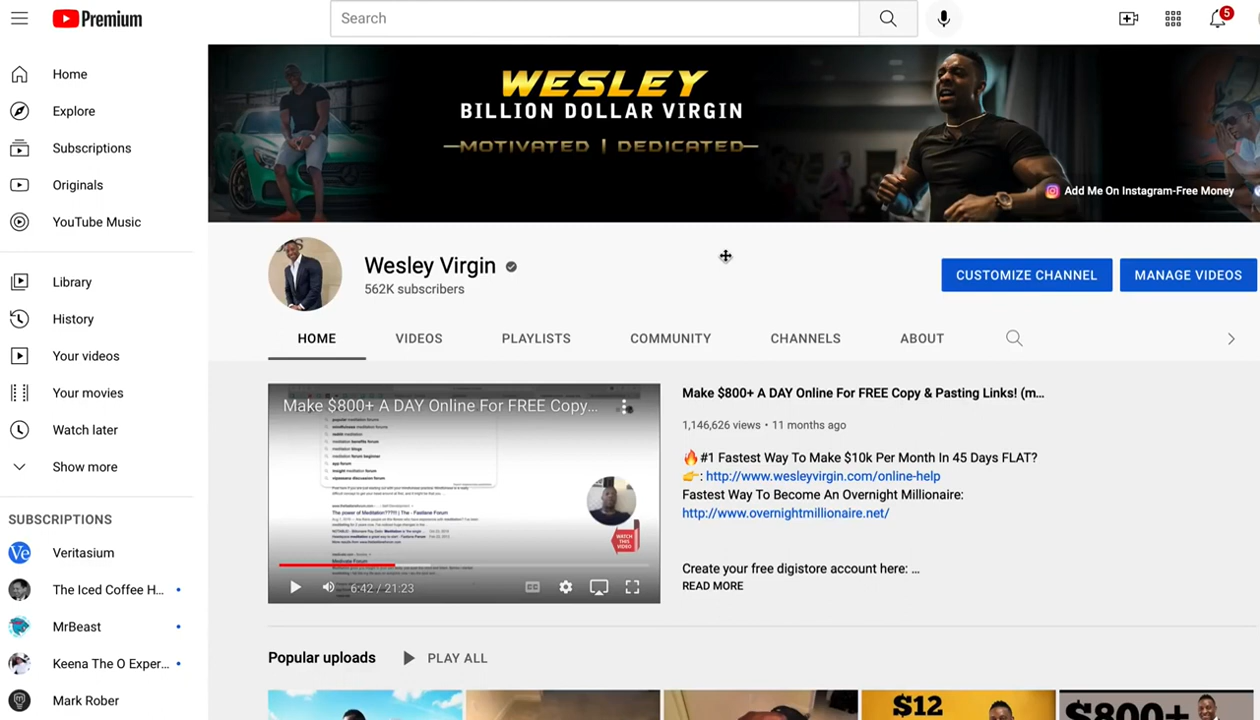 Premium
Search
5
Home
Explore
Subscriptions
Originals
YouTube Music
Library
History
Your videos
Your movies
Watch later
Show more
SUBSCRIPTIONS
Ve
Veritasium
The Iced Coffee H...
MrBeast
Keena The O Exper...
Mark Rober
WESLEY
BILLION DOLLAR VIRGIN
MOTIVATED | DEDICATED
Add Me On Instagram-Free Money
Wesley Virgin
562K subscribers
CUSTOMIZE CHANNEL
MANAGE VIDEOS
HOME
VIDEOS
PLAYLISTS
COMMUNITY
CHANNELS
ABOUT
Make $800+ A DAY Online For FREE Copy...
WATCH
THIS
VIDEO
6:42 / 21:23
CC
Make $800+ A DAY Online For FREE Copy & Pasting Links! (m...
1,146,626 views • 11 months ago
🔥#1 Fastest Way To Make $10k Per Month In 45 Days FLAT?
👉: http://www.wesleyvirgin.com/online-help
Fastest Way To Become An Overnight Millionaire:
http://www.overnightmillionaire.net/
Create your free digistore account here: ...
READ MORE
Popular uploads
PLAY ALL
$12
$800+